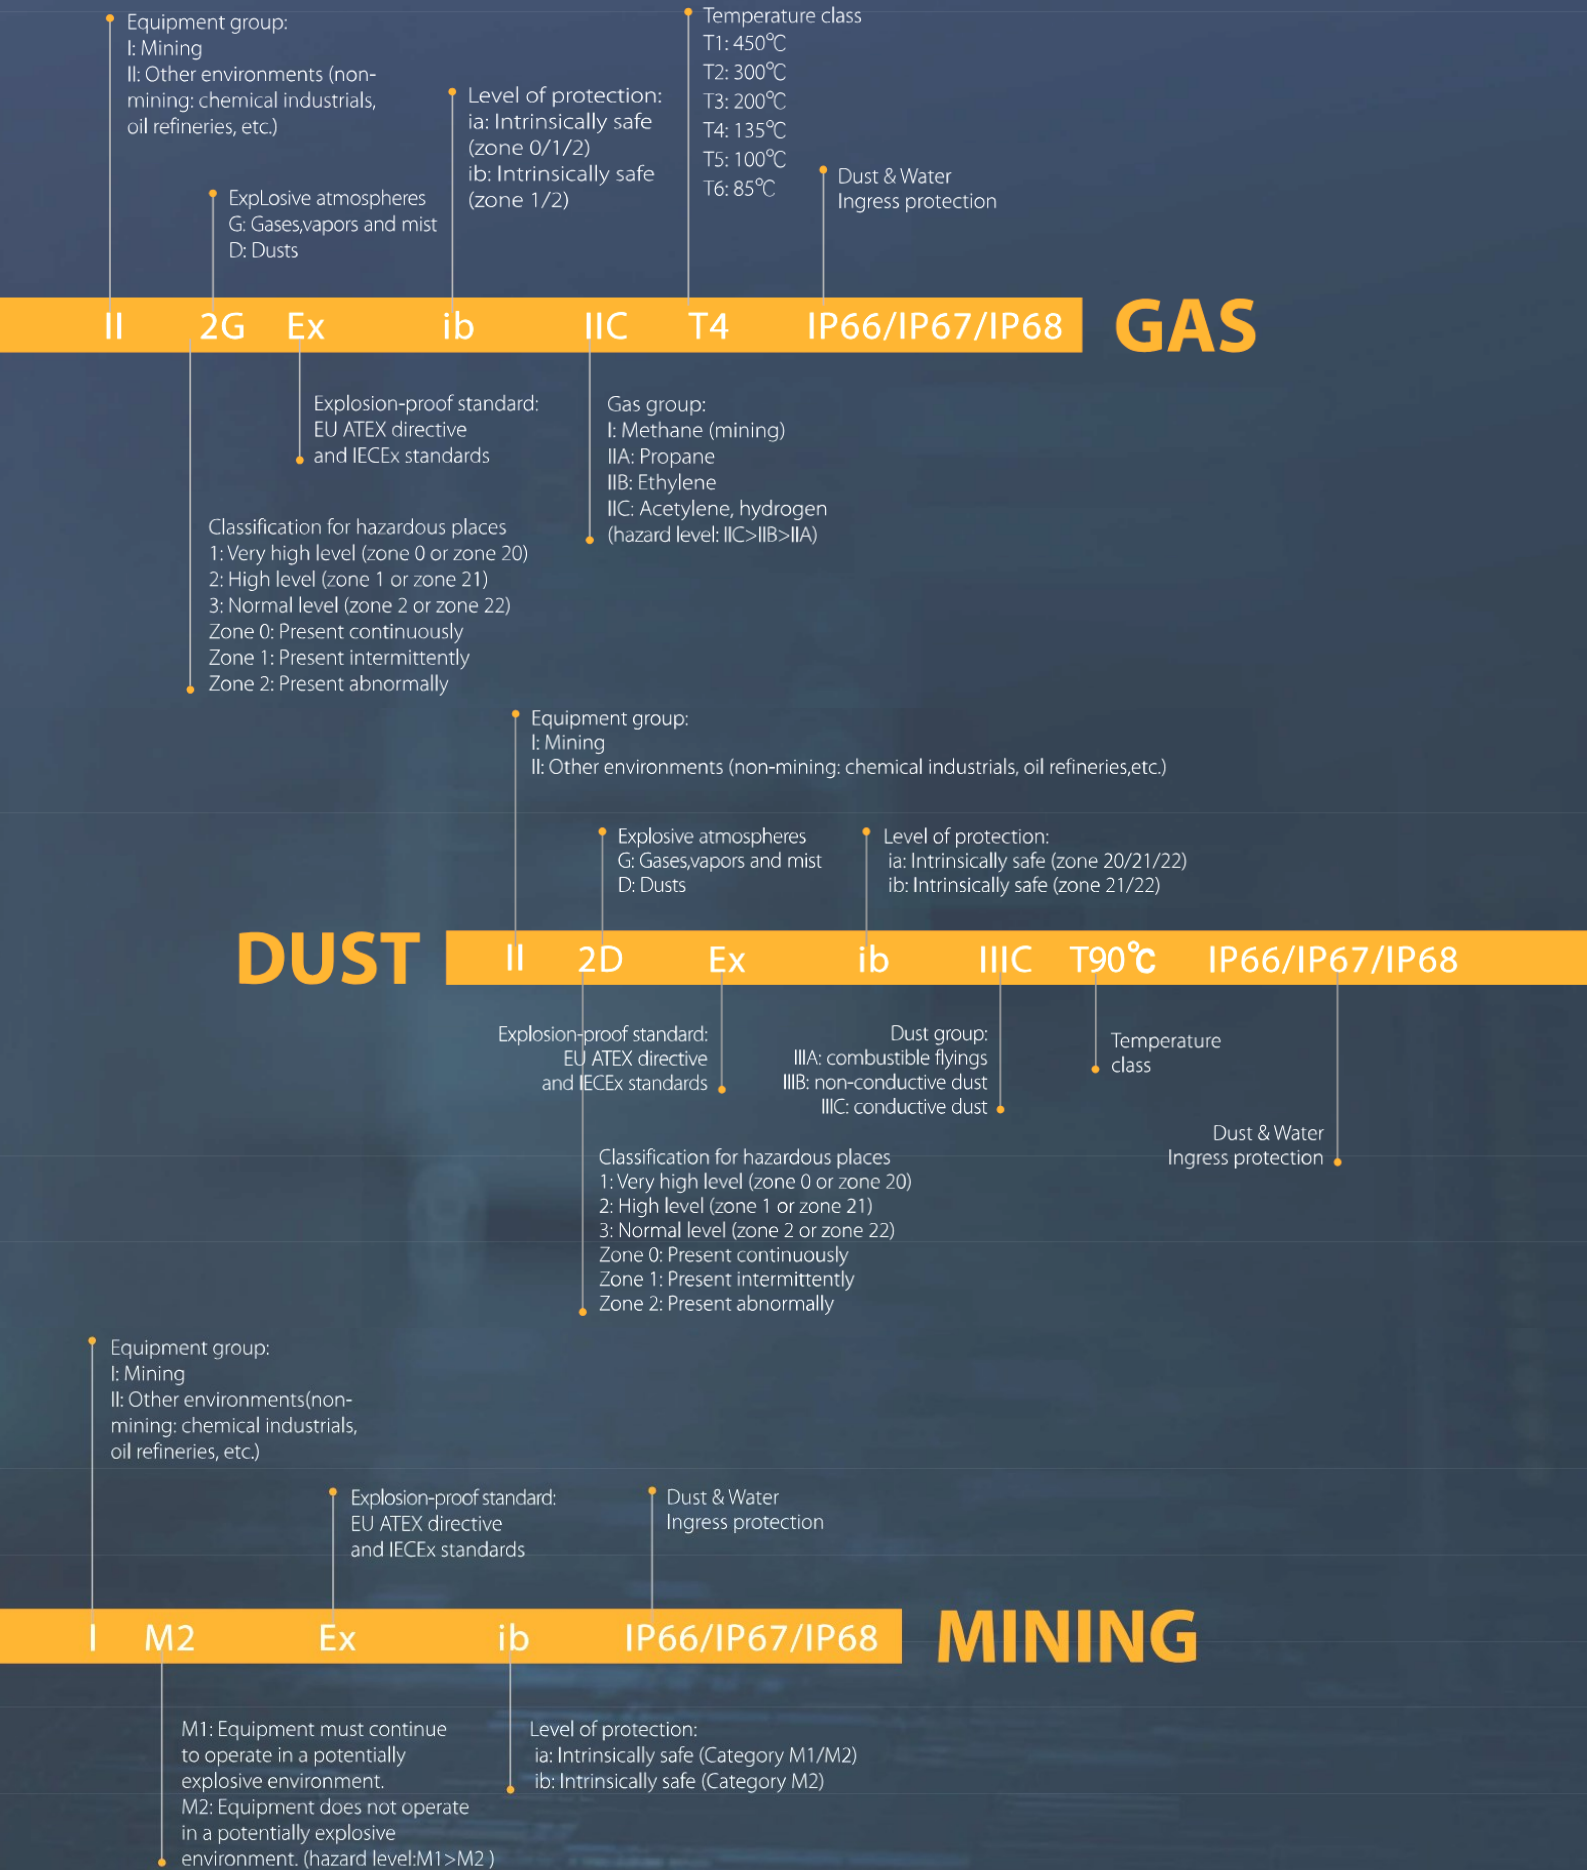 Equipment group:
I: Mining
II: Other environments (non-
mining: chemical industrials,
oil refineries, etc.)
ExpLosive atmospheres
G: Gases,vapors and mist
D: Dusts
Level of protection:
ia: Intrinsically safe
(zone 0/1/2)
ib: Intrinsically safe
(zone 1/2)
Temperature class
T1: 450℃
T2: 300℃
T3: 200℃
T4: 135℃
T5: 100℃
T6: 85℃
Dust & Water
Ingress protection
II 2G Ex ib IIC T4 IP66/IP67/IP68 GAS
Explosion-proof standard:
EU ATEX directive
and IECEx standards
Gas group:
I: Methane (mining)
IIA: Propane
IIB: Ethylene
IIC: Acetylene, hydrogen
(hazard level: IIC>IIB>IIA)
Classification for hazardous places
1: Very high level (zone 0 or zone 20)
2: High level (zone 1 or zone 21)
3: Normal level (zone 2 or zone 22)
Zone 0: Present continuously
Zone 1: Present intermittently
Zone 2: Present abnormally
Equipment group:
I: Mining
II: Other environments (non-mining: chemical industrials, oil refineries,etc.)
Explosive atmospheres
G: Gases,vapors and mist
D: Dusts
Level of protection:
ia: Intrinsically safe (zone 20/21/22)
ib: Intrinsically safe (zone 21/22)
DUST II 2D Ex ib IIIC T90℃ IP66/IP67/IP68
Explosion-proof standard:
EU ATEX directive
and IECEx standards
Dust group:
IIIA: combustible flyings
IIIB: non-conductive dust
IIIC: conductive dust
Temperature
class
Dust & Water
Ingress protection
Classification for hazardous places
1: Very high level (zone 0 or zone 20)
2: High level (zone 1 or zone 21)
3: Normal level (zone 2 or zone 22)
Zone 0: Present continuously
Zone 1: Present intermittently
Zone 2: Present abnormally
Equipment group:
I: Mining
II: Other environments(non-
mining: chemical industrials,
oil refineries, etc.)
Explosion-proof standard:
EU ATEX directive
and IECEx standards
Dust & Water
Ingress protection
I M2 Ex ib IP66/IP67/IP68 MINING
M1: Equipment must continue
to operate in a potentially
explosive environment.
M2: Equipment does not operate
in a potentially explosive
environment. (hazard level:M1>M2 )
Level of protection:
ia: Intrinsically safe (Category M1/M2)
ib: Intrinsically safe (Category M2)